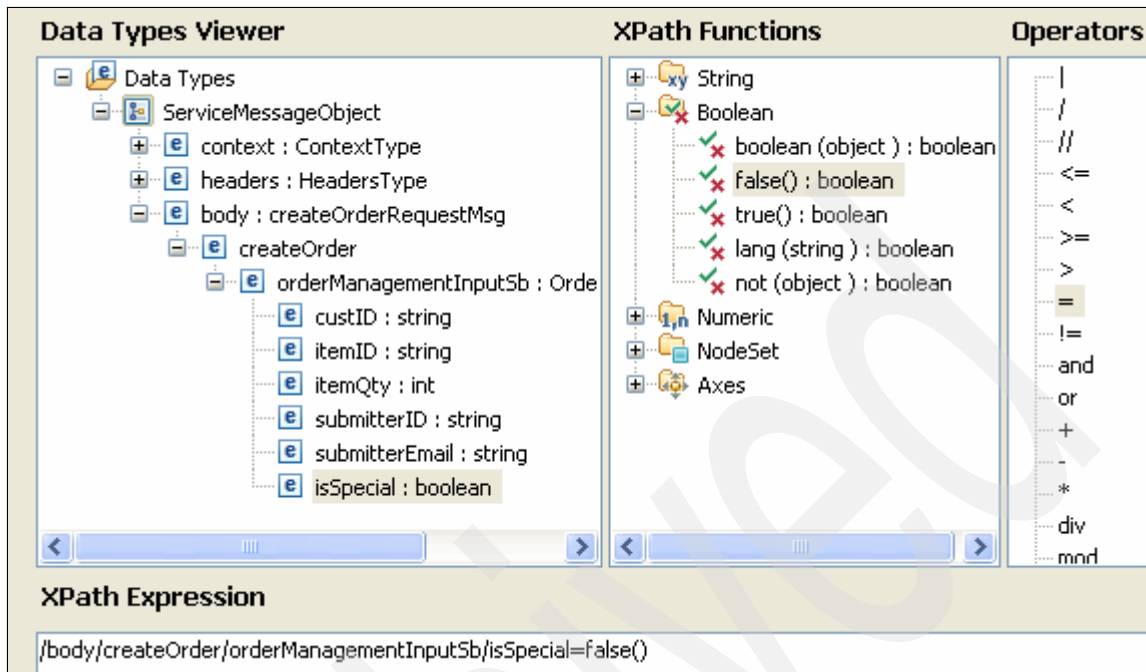 Data Types Viewer
Data Types
ServiceMessageObject
context : ContextType
headers : HeadersType
body : createOrderRequestMsg
createOrder
orderManagementInputSb : Orde
custID : string
itemID : string
itemQty : int
submitterID : string
submitterEmail : string
isSpecial : boolean
XPath Functions
String
Boolean
boolean (object ) : boolean
false() : boolean
true() : boolean
lang (string ) : boolean
not (object ) : boolean
Numeric
NodeSet
Axes
Operators
|
/
//
<=
<
>=
>
=
!=
and
or
+
-
*
div
mod
XPath Expression
/body/createOrder/orderManagementInputSb/isSpecial=false()